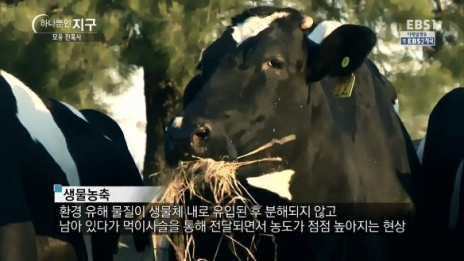 하나뿐인 지구
모유 잔혹사
EBS1
생물농축
환경 유해 물질이 생물체 내로 유입된 후 분해되지 않고
남아 있다가 먹이사슬을 통해 전달되면서 농도가 점점 높아지는 현상